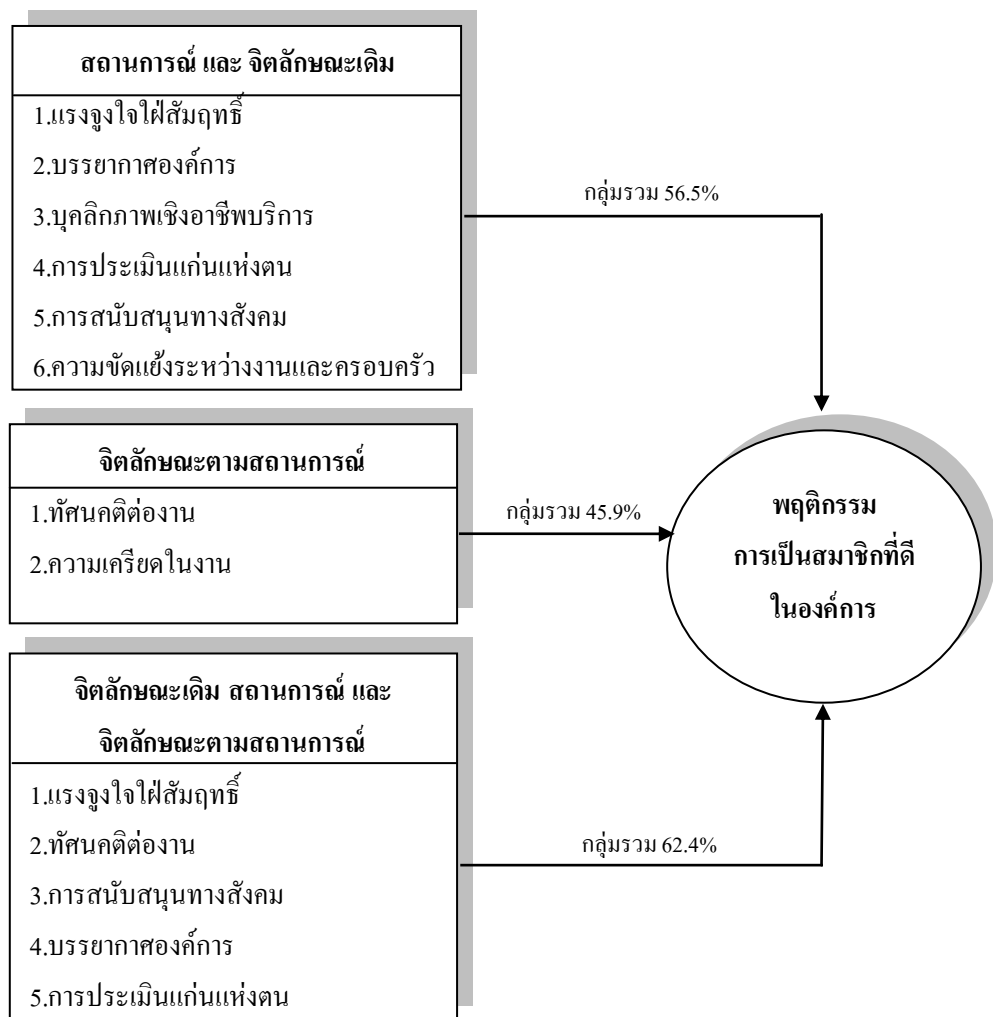 สถานการณ์ และ จิตลักษณะเดิม
1.แรงจูงใจใฝ่สัมฤทธิ์
2.บรรยากาศองค์การ
3.บุคลิกภาพเชิงอาชีพบริการ
4.การประเมินแก่นแห่งตน
5.การสนับสนุนทางสังคม
6.ความขัดแย้งระหว่างงานและครอบครัว
กลุ่มรวม 56.5%
จิตลักษณะตามสถานการณ์
1.ทัศนคติต่องาน
2.ความเครียดในงาน
กลุ่มรวม 45.9%
พฤติกรรม
การเป็นสมาชิกที่ดี
ในองค์การ
จิตลักษณะเดิม สถานการณ์ และ
จิตลักษณะตามสถานการณ์
1.แรงจูงใจใฝ่สัมฤทธิ์
2.ทัศนคติต่องาน
3.การสนับสนุนทางสังคม
4.บรรยากาศองค์การ
5.การประเมินแก่นแห่งตน
กลุ่มรวม 62.4%